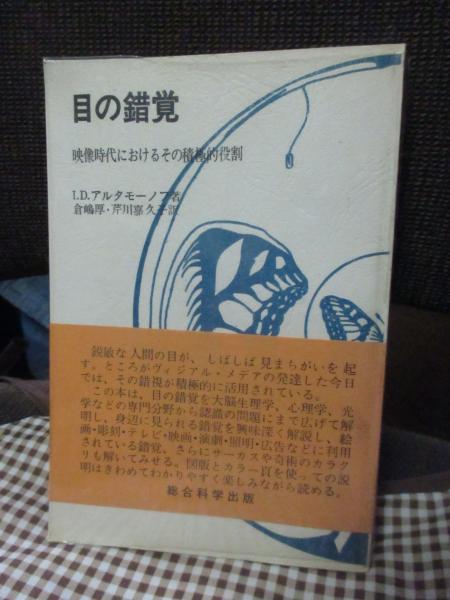 目の錯覚
映像時代におけるその積極的役割
I.D.アルタモーノフ著
倉嶋厚・芹川嘉久子訳
鋭敏な人間の目が、しばしば見まちがいを起
す。ところがヴィジアル・メデアの発達した今日
では、その錯視が積極的に活用されている。
この本は、目の錯覚を大脳生理学、心理学、光
学などの専門分野から認識の問題にまで広げて解
明し、身辺に見られる錯覚を興味深く解説し、絵
画・彫刻・テレビ・映画・演劇・照明・広告などに利用
されている錯覚、さらにサーカスや奇術のカラク
リも解いてみせる。図版とカラー頁を使っての説
明はきわめてわかりやすく楽しみながら読める。
総合科学出版